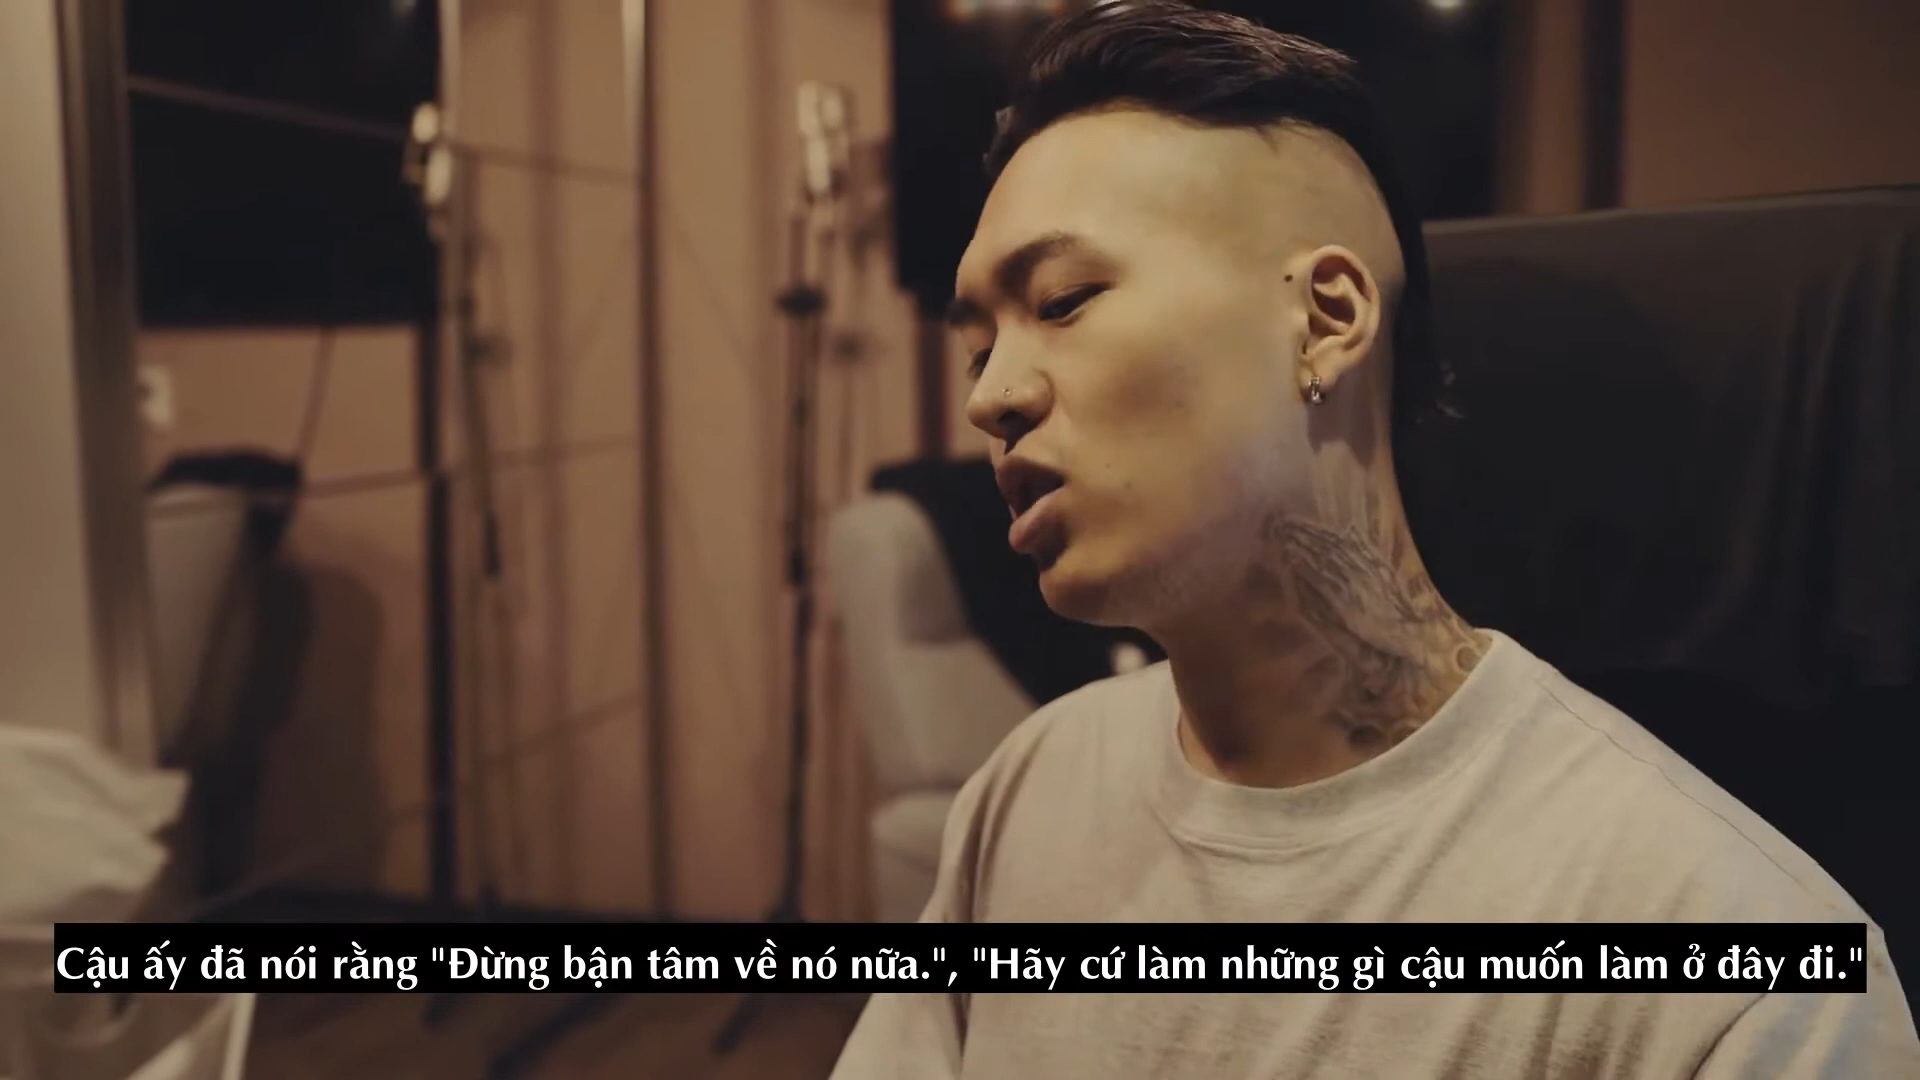 Cậu ấy đã nói rằng "Đừng bận tâm về nó nữa.", "Hãy cứ làm những gì cậu muốn làm ở đây đi."